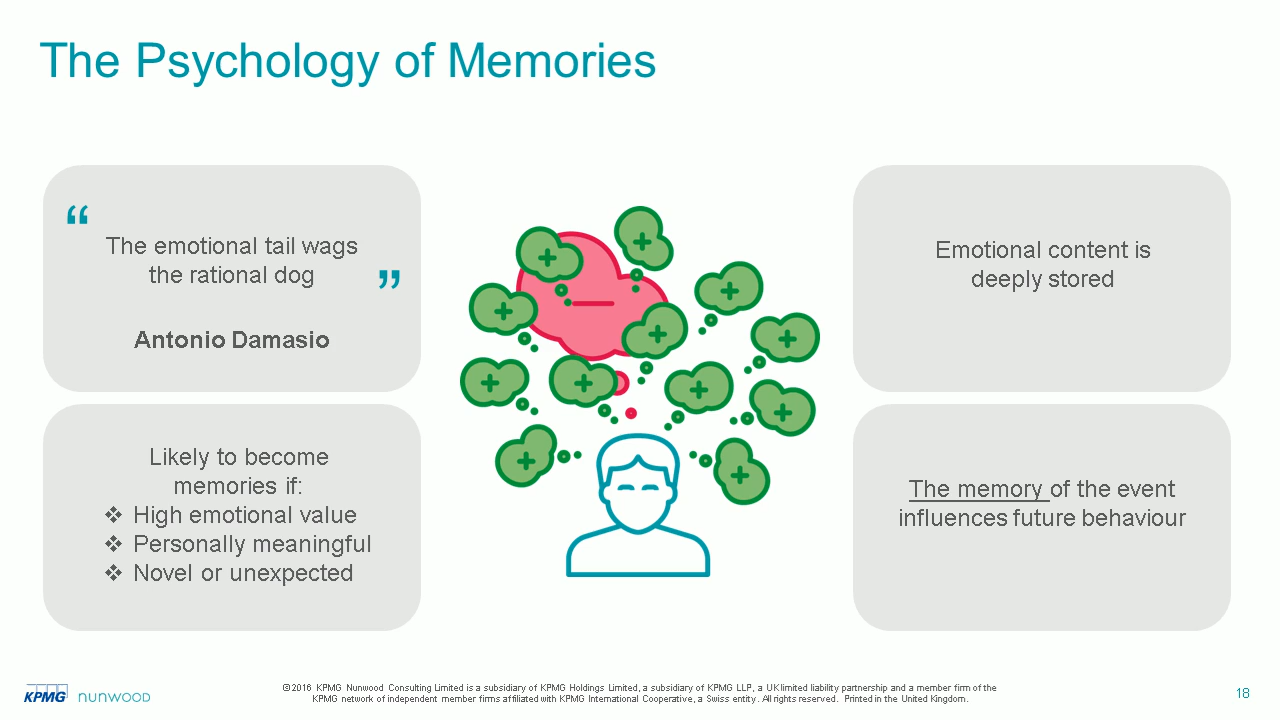 The Psychology of Memories
“
The emotional tail wags
the rational dog
”
Antonio Damasio
Likely to become
memories if:
❖ High emotional value
❖ Personally meaningful
❖ Novel or unexpected
Emotional content is
deeply stored
The memory of the event
influences future behaviour
KPMG nunwood
©2016 KPMG Nunwood Consulting Limited is a subsidiary of KPMG Holdings Limited, a subsidiary of KPMG LLP, a UK limited liability partnership and a member firm of the
KPMG network of independent member firms affiliated with KPMG International Cooperative, a Swiss entity. All rights reserved. Printed in the United Kingdom.
18